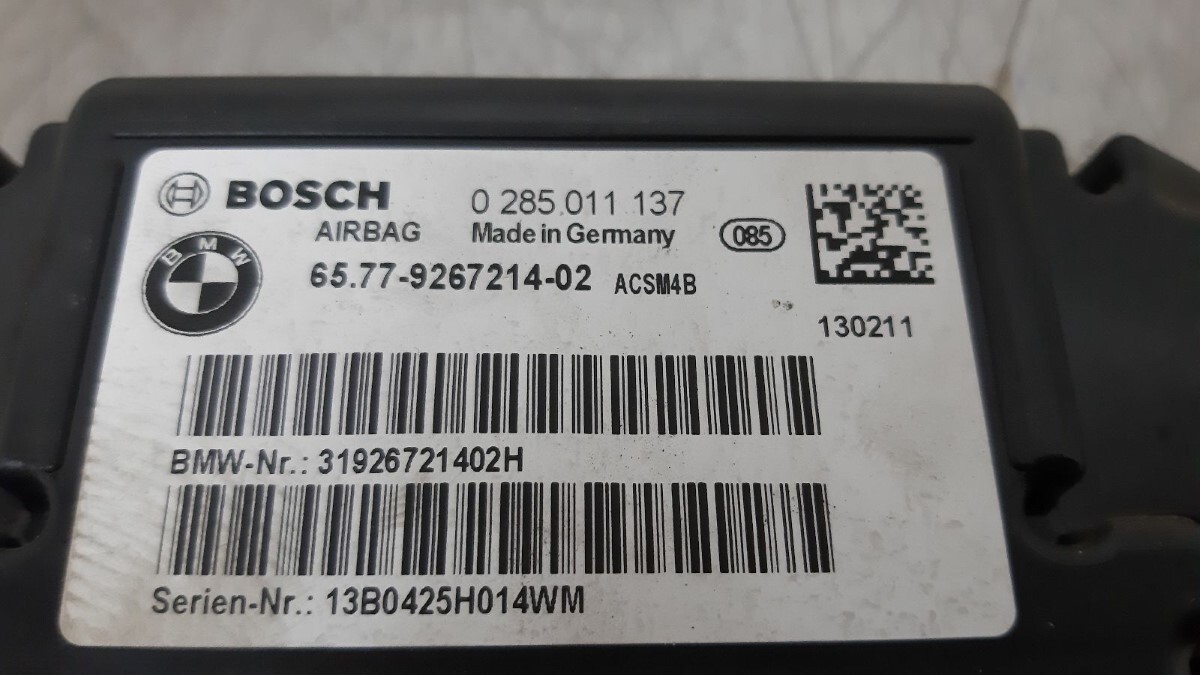 BOSCH 0 285 011 137
AIRBAG Made in Germany 085
BMW
65.77-9267214-02 ACSM4B
130211
BMW-Nr.: 31926721402H
Serien-Nr.: 13B0425H014WM